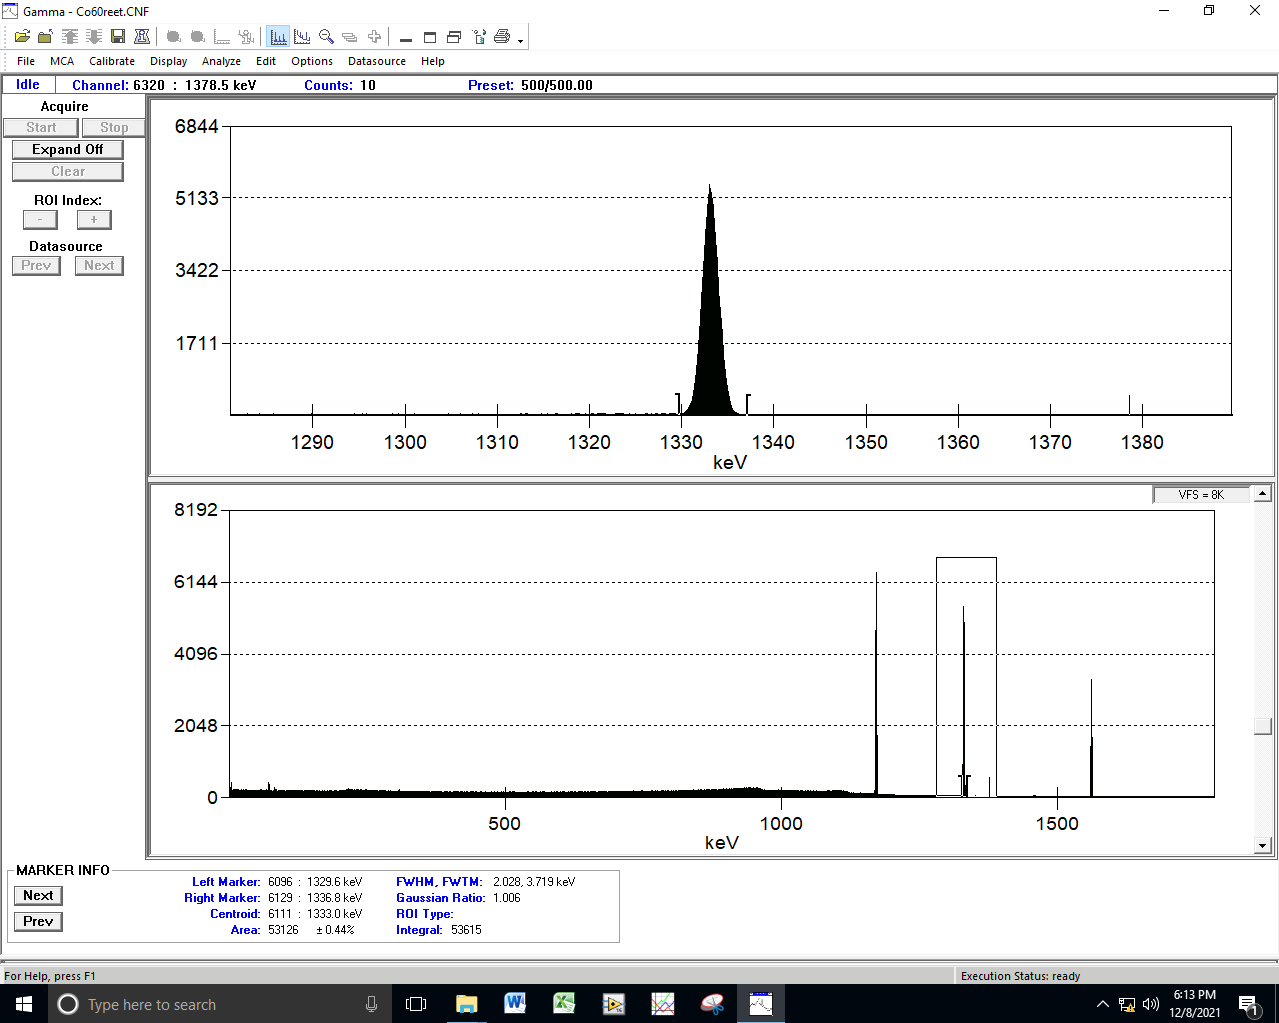 Gamma - Co60reet.CNF
File MCA Calibrate Display Analyze Edit Options Datasource Help
Idle Channel: 6320 : 1378.5 keV Counts: 10 Preset: 500/500.00
Acquire
Start Stop
Expand Off
Clear
ROI Index:
- +
Datasource
Prev Next
6844
5133
3422
1711
1290 1300 1310 1320 1330 1340 1350 1360 1370 1380
keV
VFS = 8K
8192
6144
4096
2048
0
500 1000 1500
keV
MARKER INFO
Next
Prev
Left Marker: 6096 : 1329.6 keV FWHM, FWTM: 2.028, 3.719 keV
Right Marker: 6129 : 1336.8 keV Gaussian Ratio: 1.006
Centroid: 6111 : 1333.0 keV ROI Type:
Area: 53126 ± 0.44% Integral: 53615
For Help, press F1 Execution Status: ready
Type here to search
6:13 PM
12/8/2021
1